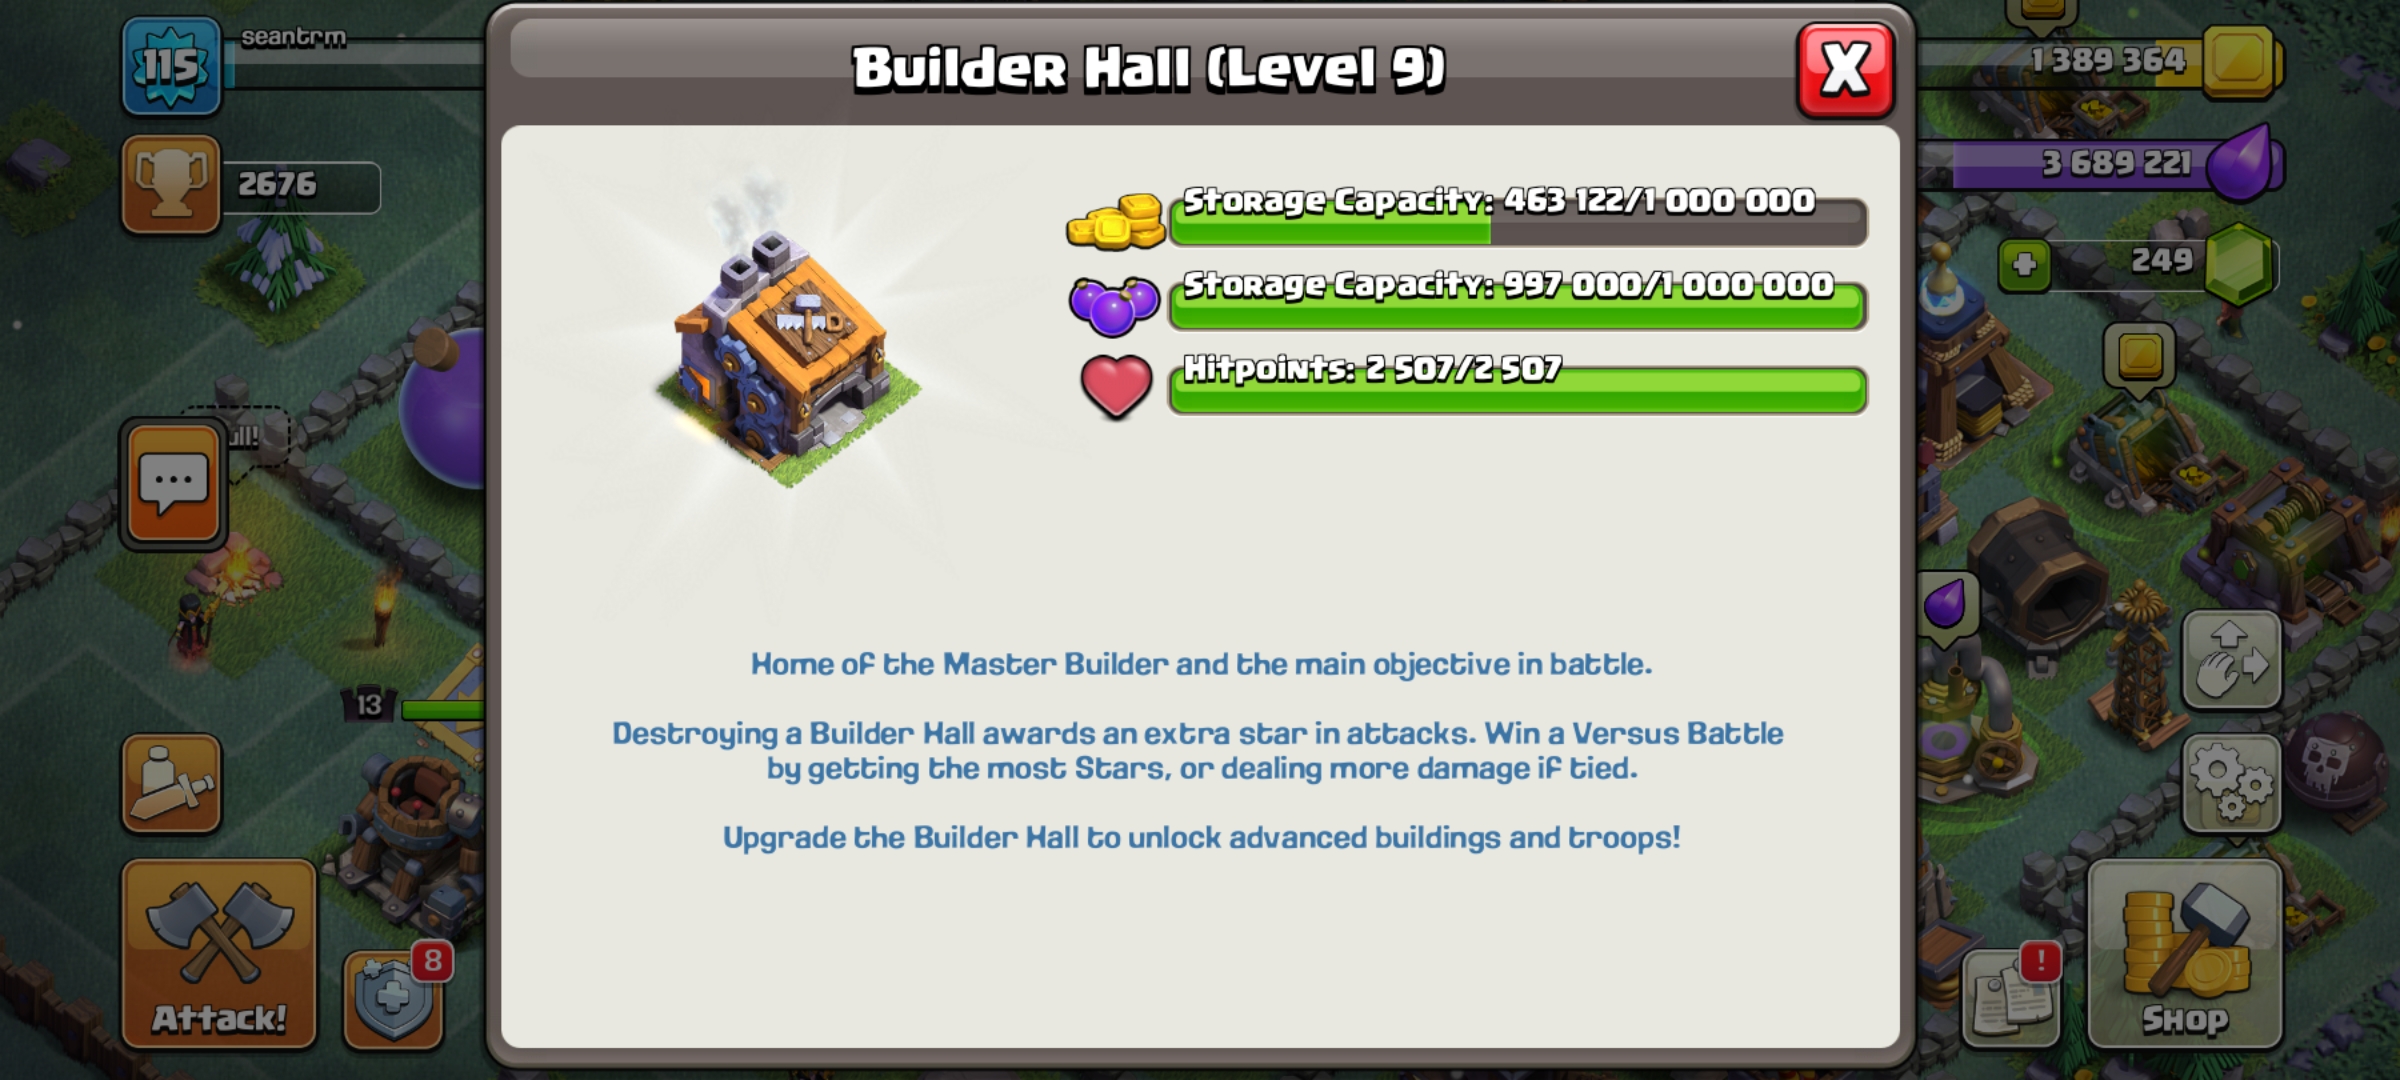 115
seantrm
Builder Hall (Level 9)
X
1 389 364
2676
Storage Capacity: 463 122/1 000 000
3 689 221
Storage Capacity: 997 000/1 000 000
249
Hitpoints: 2 507/2 507
Home of the Master Builder and the main objective in battle.
13
Destroying a Builder Hall awards an extra star in attacks. Win a Versus Battle
by getting the most Stars, or dealing more damage if tied.
Upgrade the Builder Hall to unlock advanced buildings and troops!
8
!
Attack!
Shop